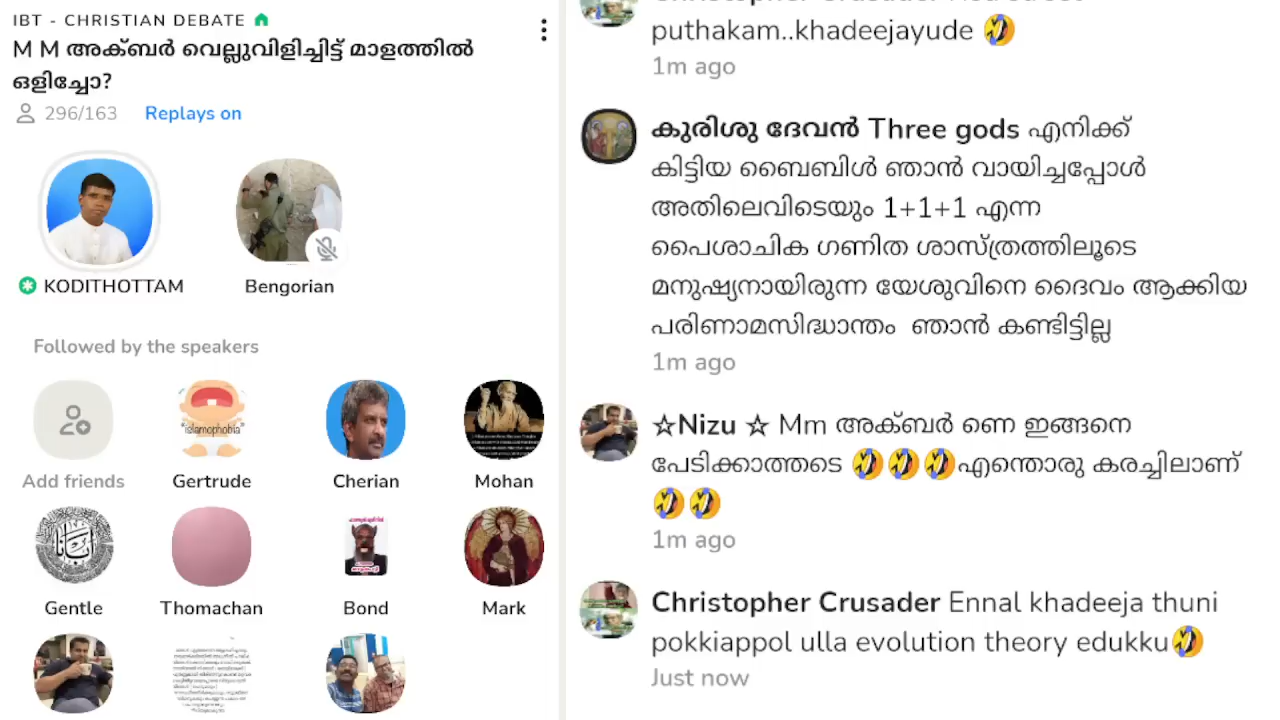 IBT - CHRISTIAN DEBATE
M M അക്ബർ വെല്ലുവിളിച്ചിട്ട് മാളത്തിൽ
ഒളിച്ചോ?
296/163 Replays on
KODITHOTTAM
Bengorian
Followed by the speakers
"islamophobia"
Add friends
Gertrude
Cherian
Mohan
Gentle
Thomachan
Bond
Mark
puthakam..khadeejayude 🤣
1m ago
കുരിശു ദേവൻ Three gods എനിക്ക്
കിട്ടിയ ബൈബിൾ ഞാൻ വായിച്ചപ്പോൾ
അതിലെവിടെയും 1+1+1 എന്ന
പൈശാചിക ഗണിത ശാസ്ത്രത്തിലൂടെ
മനുഷ്യനായിരുന്ന യേശുവിനെ ദൈവം ആക്കിയ
പരിണാമസിദ്ധാന്തം ഞാൻ കണ്ടിട്ടില്ല
1m ago
☆Nizu ☆ Mm അക്ബർ ണെ ഇങ്ങനെ
പേടിക്കാത്തടെ 🤣🤣🤣എന്തൊരു കരച്ചിലാണ്
🤣🤣
1m ago
Christopher Crusader Ennal khadeeja thuni
pokkiappol ulla evolution theory edukku🤣
Just now